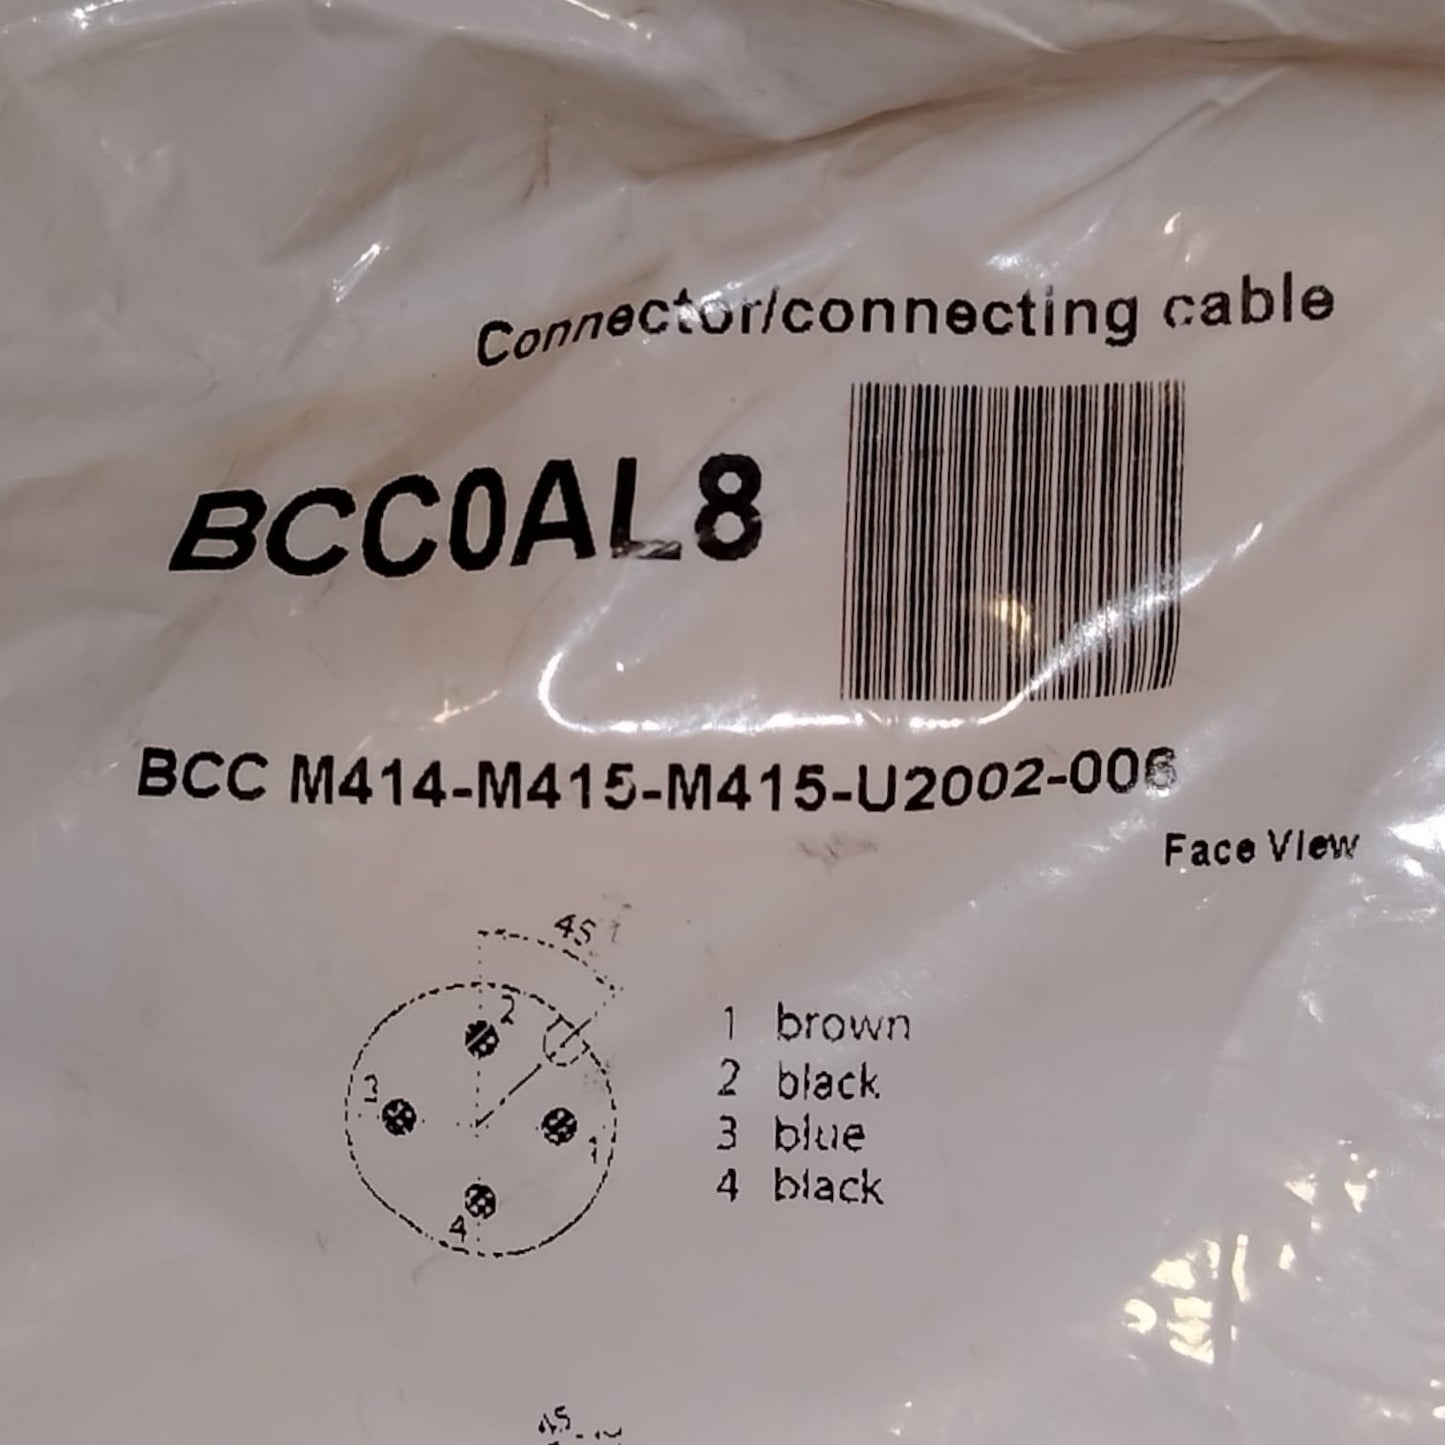 Connector/connecting cable
BCC0AL8
BCC M414-M415-M415-U2002-006
Face View
45
2
3
1
4
1 brown
2 black
3 blue
4 black
45